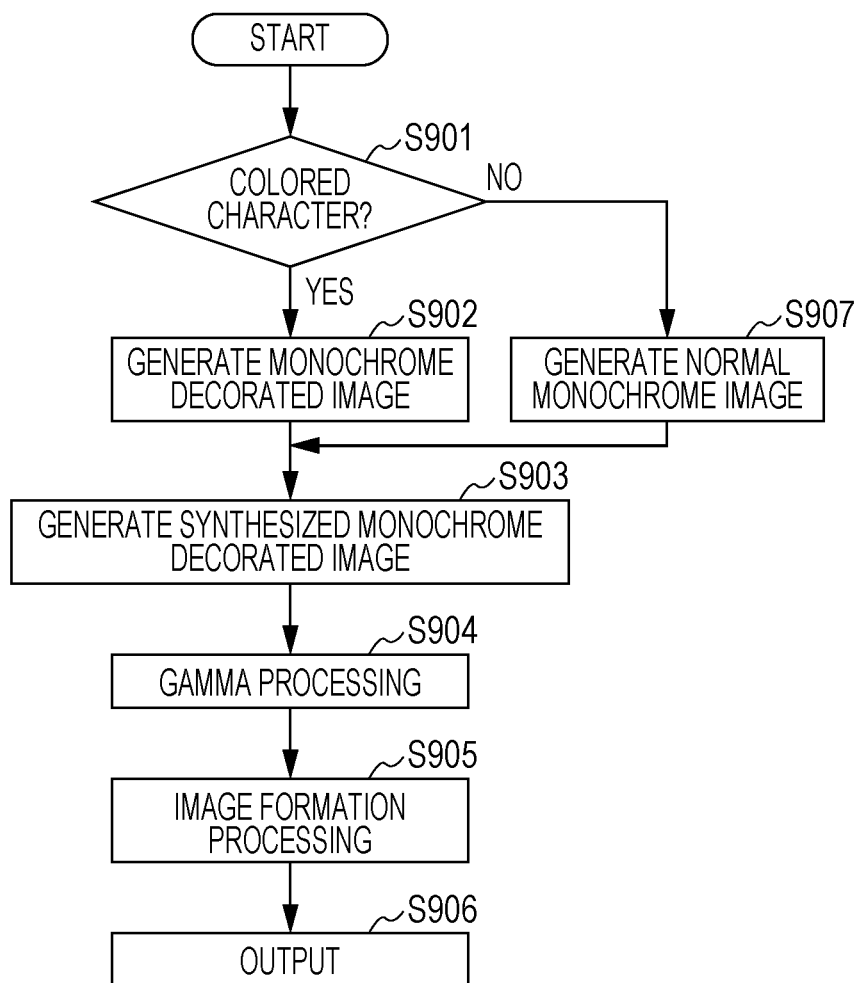 START
S901
COLORED
CHARACTER?
NO
YES
S902
GENERATE MONOCHROME
DECORATED IMAGE
S907
GENERATE NORMAL
MONOCHROME IMAGE
S903
GENERATE SYNTHESIZED MONOCHROME
DECORATED IMAGE
S904
GAMMA PROCESSING
S905
IMAGE FORMATION
PROCESSING
S906
OUTPUT